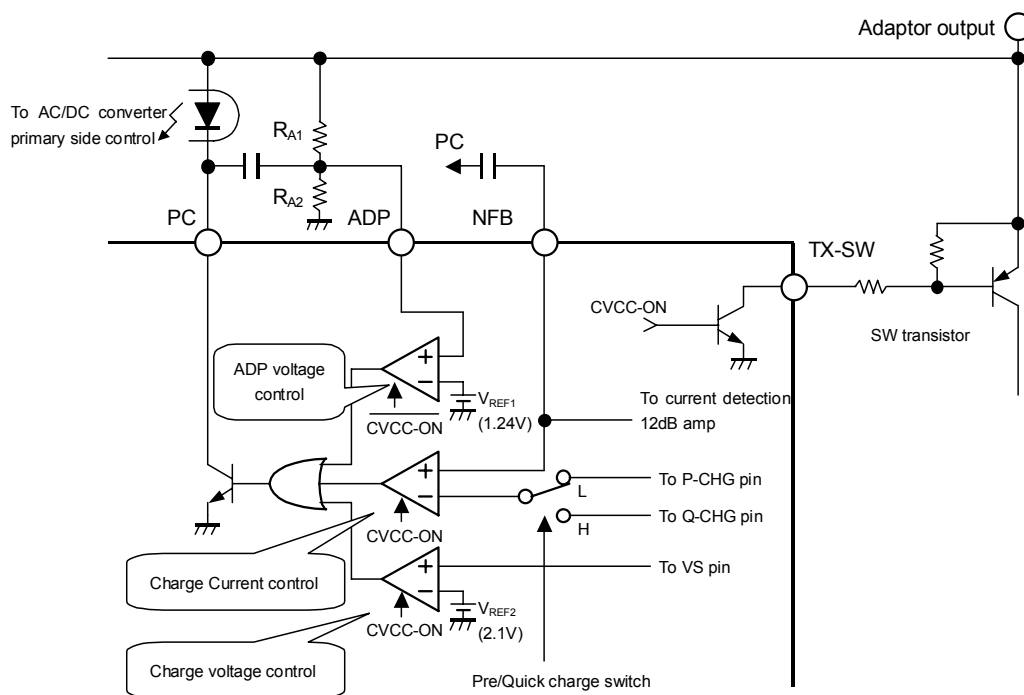 Adaptor output
To AC/DC converter
primary side control
RA1
RA2
PC
PC
ADP
NFB
TX-SW
CVCC-ON
SW transistor
ADP voltage
control
+
−
VREF1
(1.24V)
CVCC-ON
To current detection
12dB amp
+
−
CVCC-ON
L
H
To P-CHG pin
To Q-CHG pin
Charge Current control
+
−
To VS pin
CVCC-ON
VREF2
(2.1V)
Charge voltage control
Pre/Quick charge switch